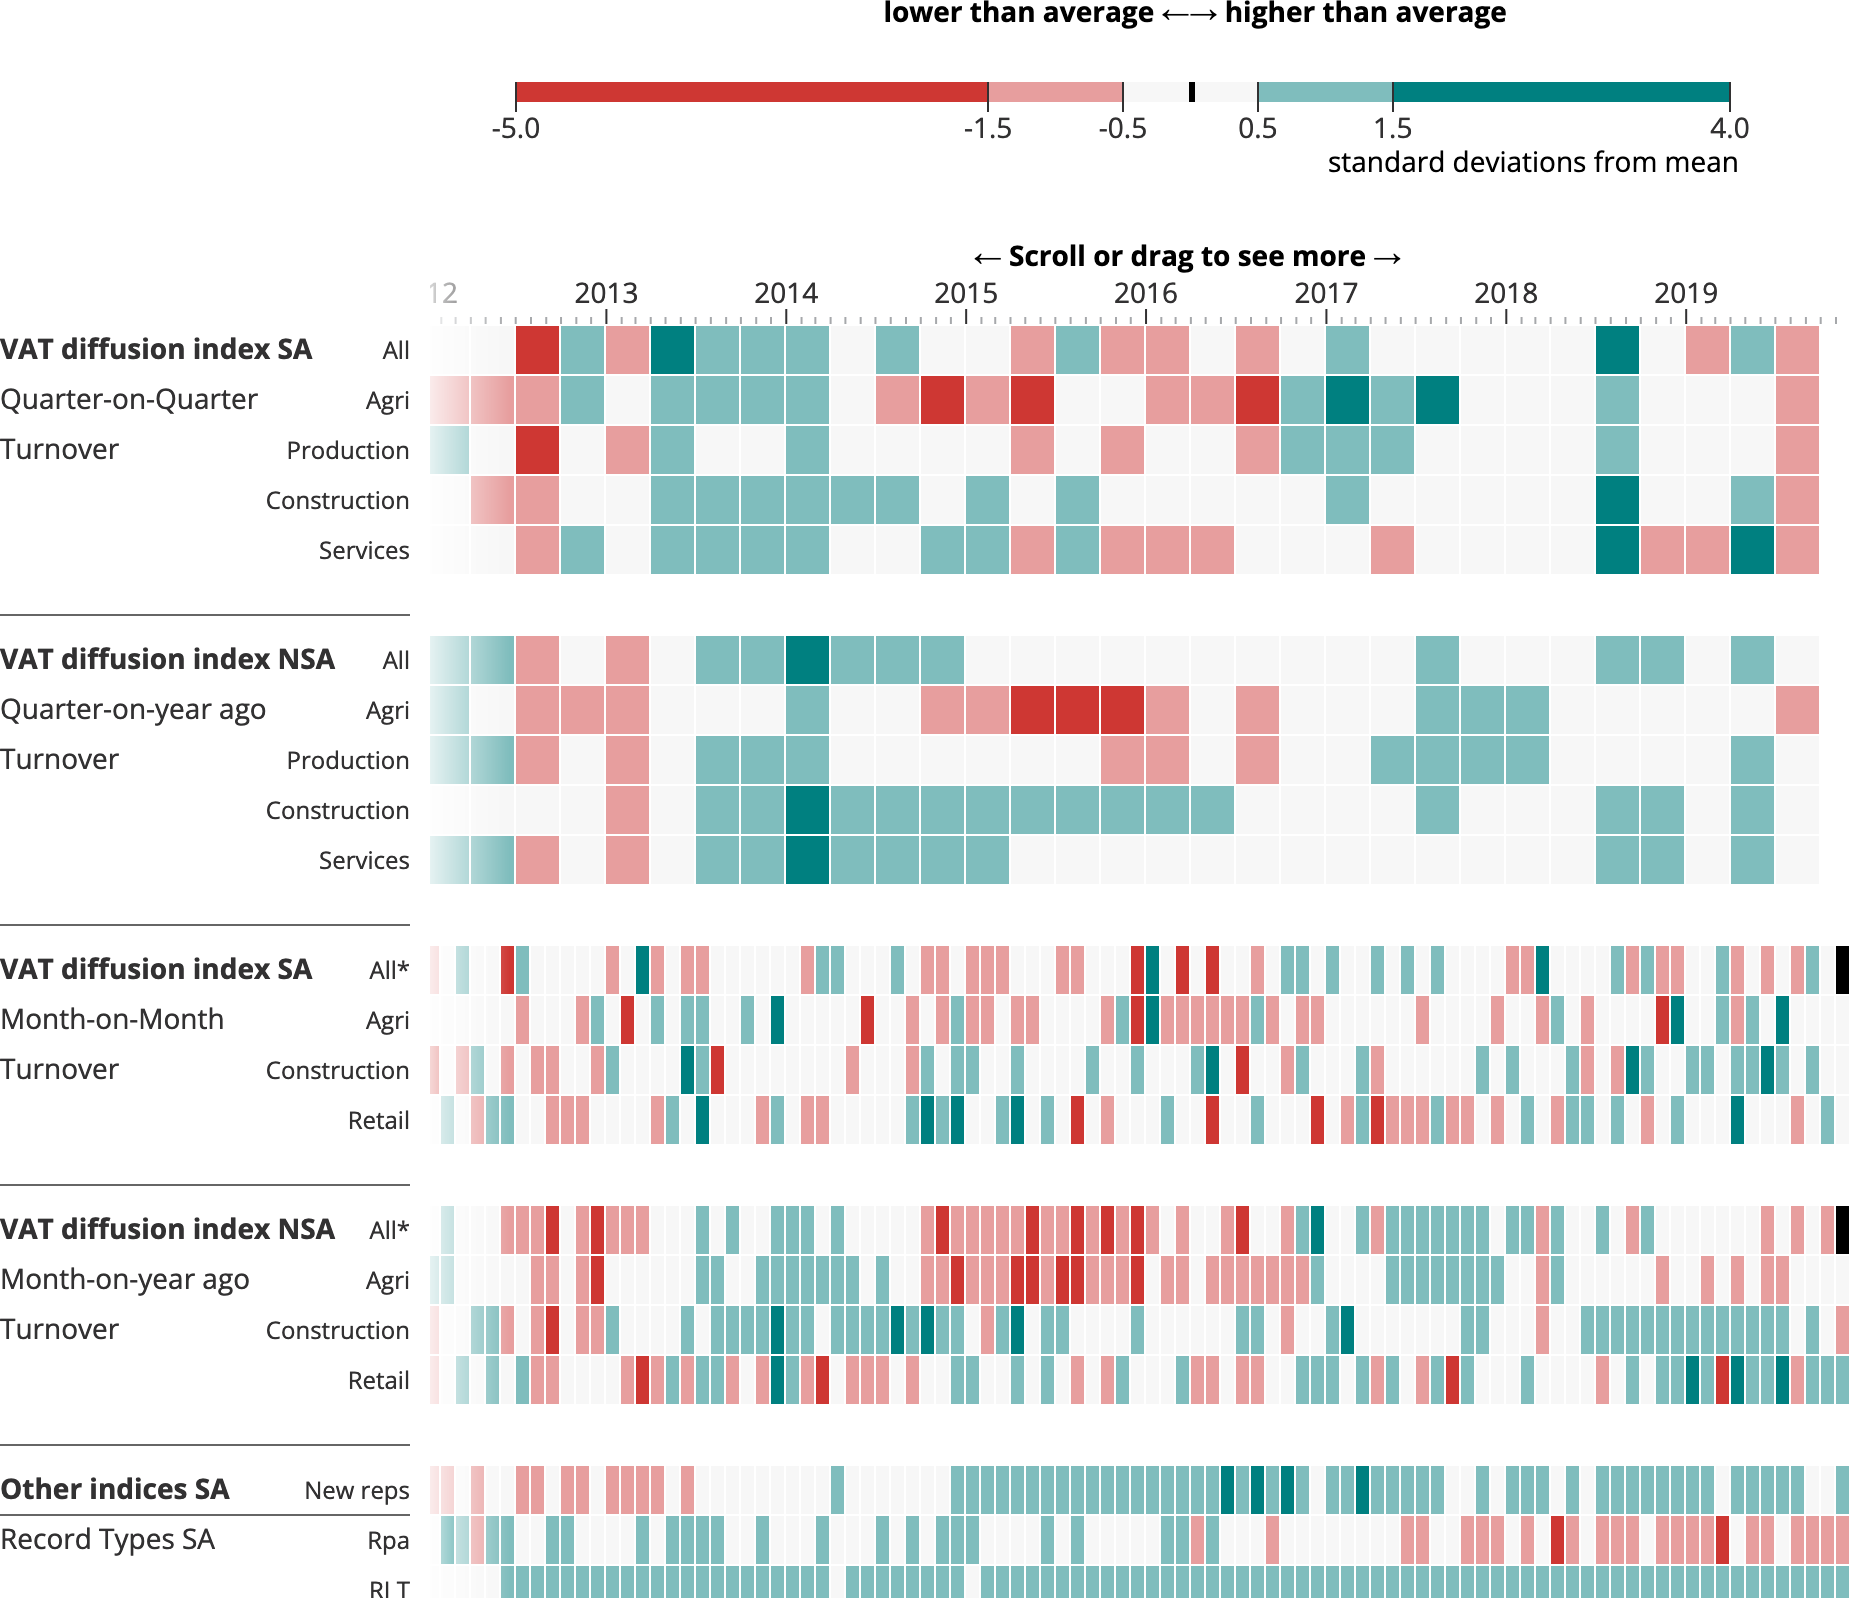 lower than average ←→ higher than average
-5.0 -1.5 -0.5 0.5 1.5 4.0
standard deviations from mean
← Scroll or drag to see more →
12 2013 2014 2015 2016 2017 2018 2019
VAT diffusion index SA All
Quarter-on-Quarter Agri
Turnover Production
Construction
Services
VAT diffusion index NSA All
Quarter-on-year ago Agri
Turnover Production
Construction
Services
VAT diffusion index SA All*
Month-on-Month Agri
Turnover Construction
Retail
VAT diffusion index NSA All*
Month-on-year ago Agri
Turnover Construction
Retail
Other indices SA New reps
Record Types SA Rpa